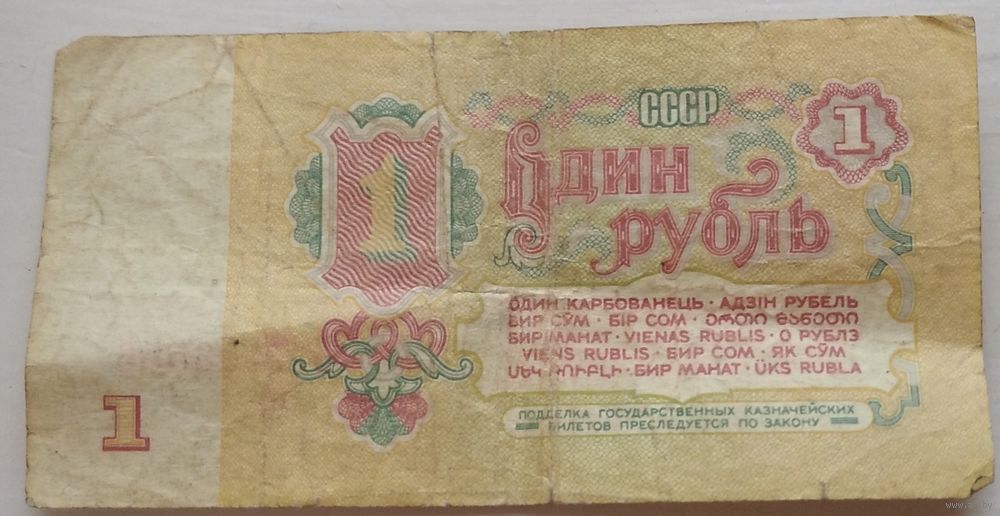 СССР
1
1
Один
рубль
ОДИН КАРБОВАНЕЦЬ · АДЗІН РУБЕЛЬ
БИР СЎМ · БІР СОМ · ᲔᲠᲗᲘ ᲛᲐᲜᲔᲗᲘ
БИР МАНАТ · VIENAS RUBLIS · О РУБЛЭ
VIENS RUBLIS · БИР СОМ · ЯК СЎМ
ՄԵԿ ՌՈՒԲԼԻ · БИР МАНАТ · ÜKS RUBLA
1
ПОДДЕЛКА ГОСУДАРСТВЕННЫХ КАЗНАЧЕЙСКИХ
БИЛЕТОВ ПРЕСЛЕДУЕТСЯ ПО ЗАКОНУ